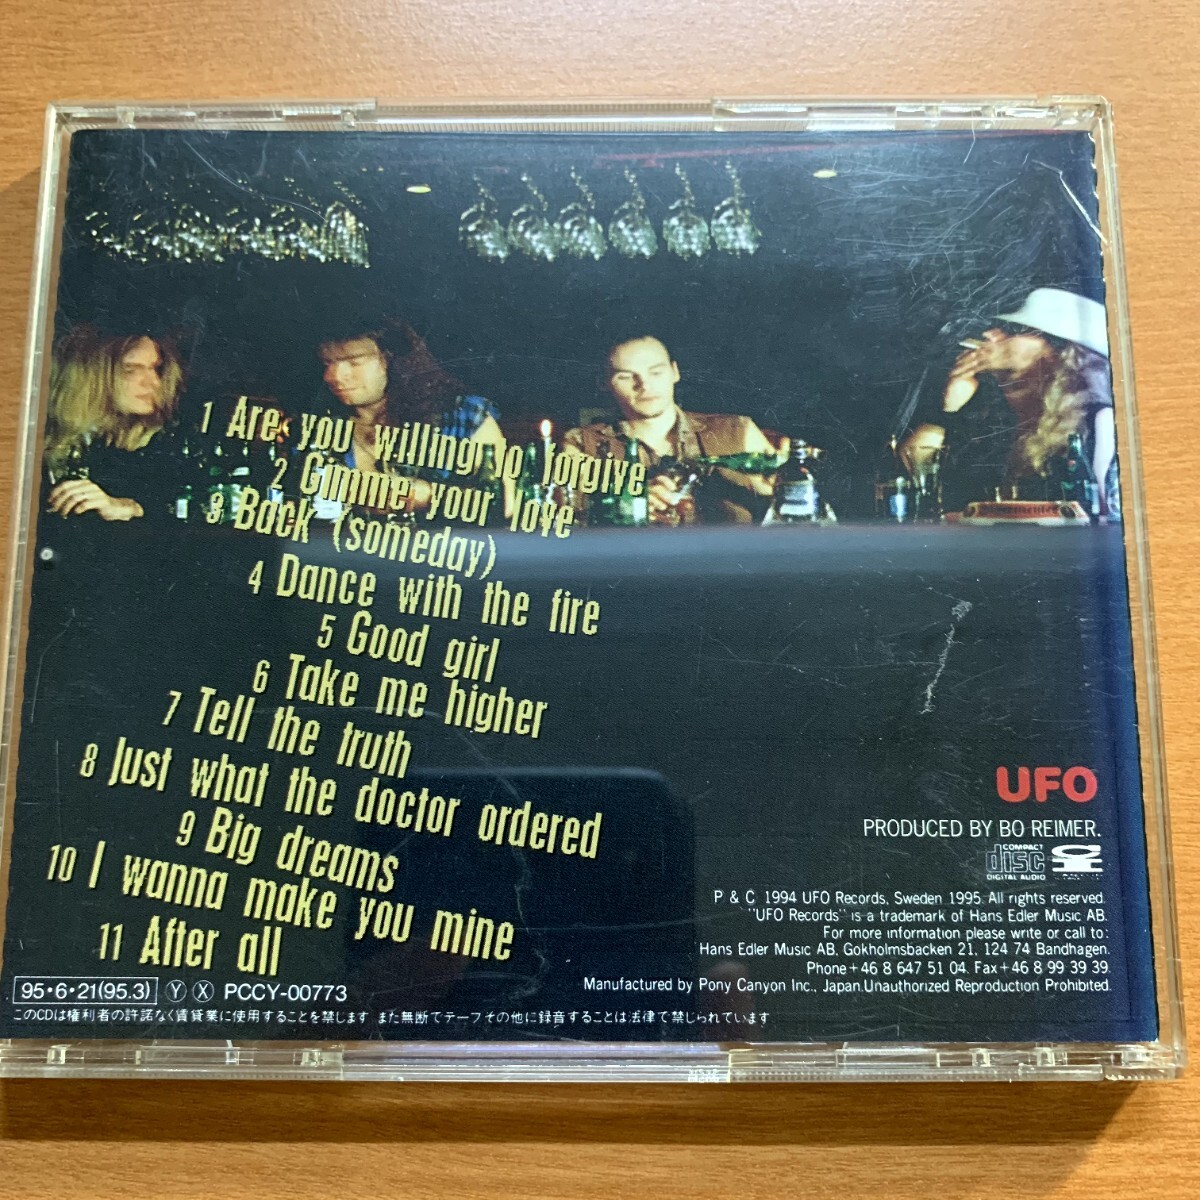 1 Are you willing to forgive
2 Gimme your love
3 Back (someday)
4 Dance with the fire
5 Good girl
6 Take me higher
7 Tell the truth
8 Just what the doctor ordered
9 Big dreams
10 I wanna make you mine
11 After all
UFO
PRODUCED BY BO REIMER.
COMPACT
disc
DIGITAL AUDIO
P & C 1994 UFO Records, Sweden 1995. All rights reserved.
"UFO Records" is a trademark of Hans Edler Music AB.
For more information please write or call to:
Hans Edler Music AB, Gokholmsbacken 21, 124 74 Bandhagen.
Phone+46 8 647 51 04. Fax+46 8 99 39 39.
Manufactured by Pony Canyon Inc., Japan.Unauthorized Reproduction Prohibited.
95・6・21(95.3) Y X PCCY-00773
このCDは権利者の許諾なく賃貸業に使用することを禁じます また無断でテープその他に録音することは法律で禁じられています